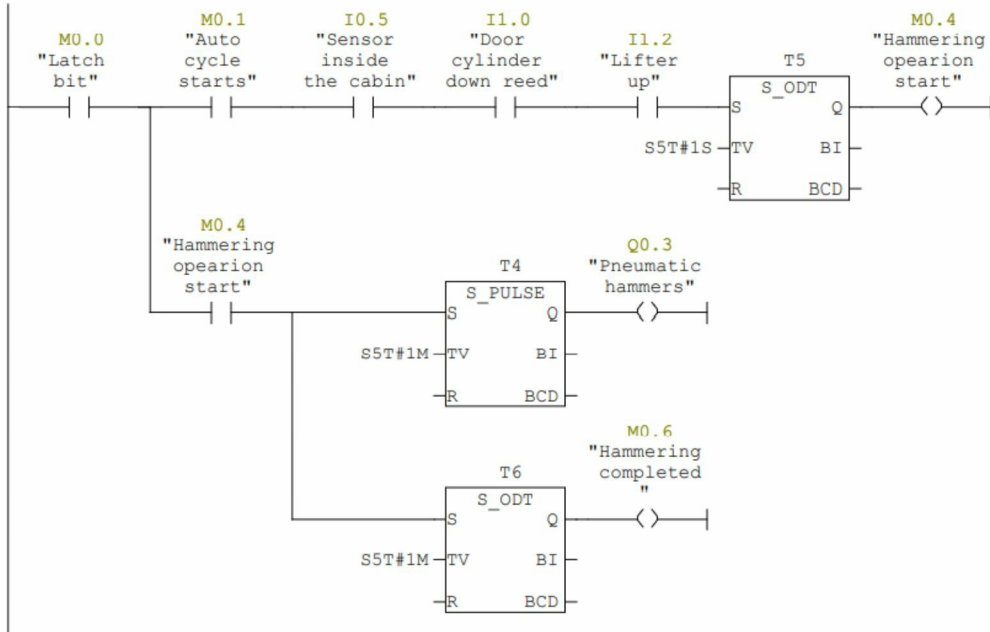 M0.1 I0.5 I1.0 M0.4
M0.0 "Auto "Sensor "Door I1.2 "Hammering
"Latch cycle inside cylinder "Lifter T5 opearion
bit" starts" the cabin" down reed" up" S_ODT start"
S Q
S5T#1S TV BI
R BCD
M0.4
"Hammering Q0.3
opearion T4 "Pneumatic
start" S_PULSE hammers"
S Q
S5T#1M TV BI
R BCD
M0.6
"Hammering
T6 completed
S_ODT "
S Q
S5T#1M TV BI
R BCD